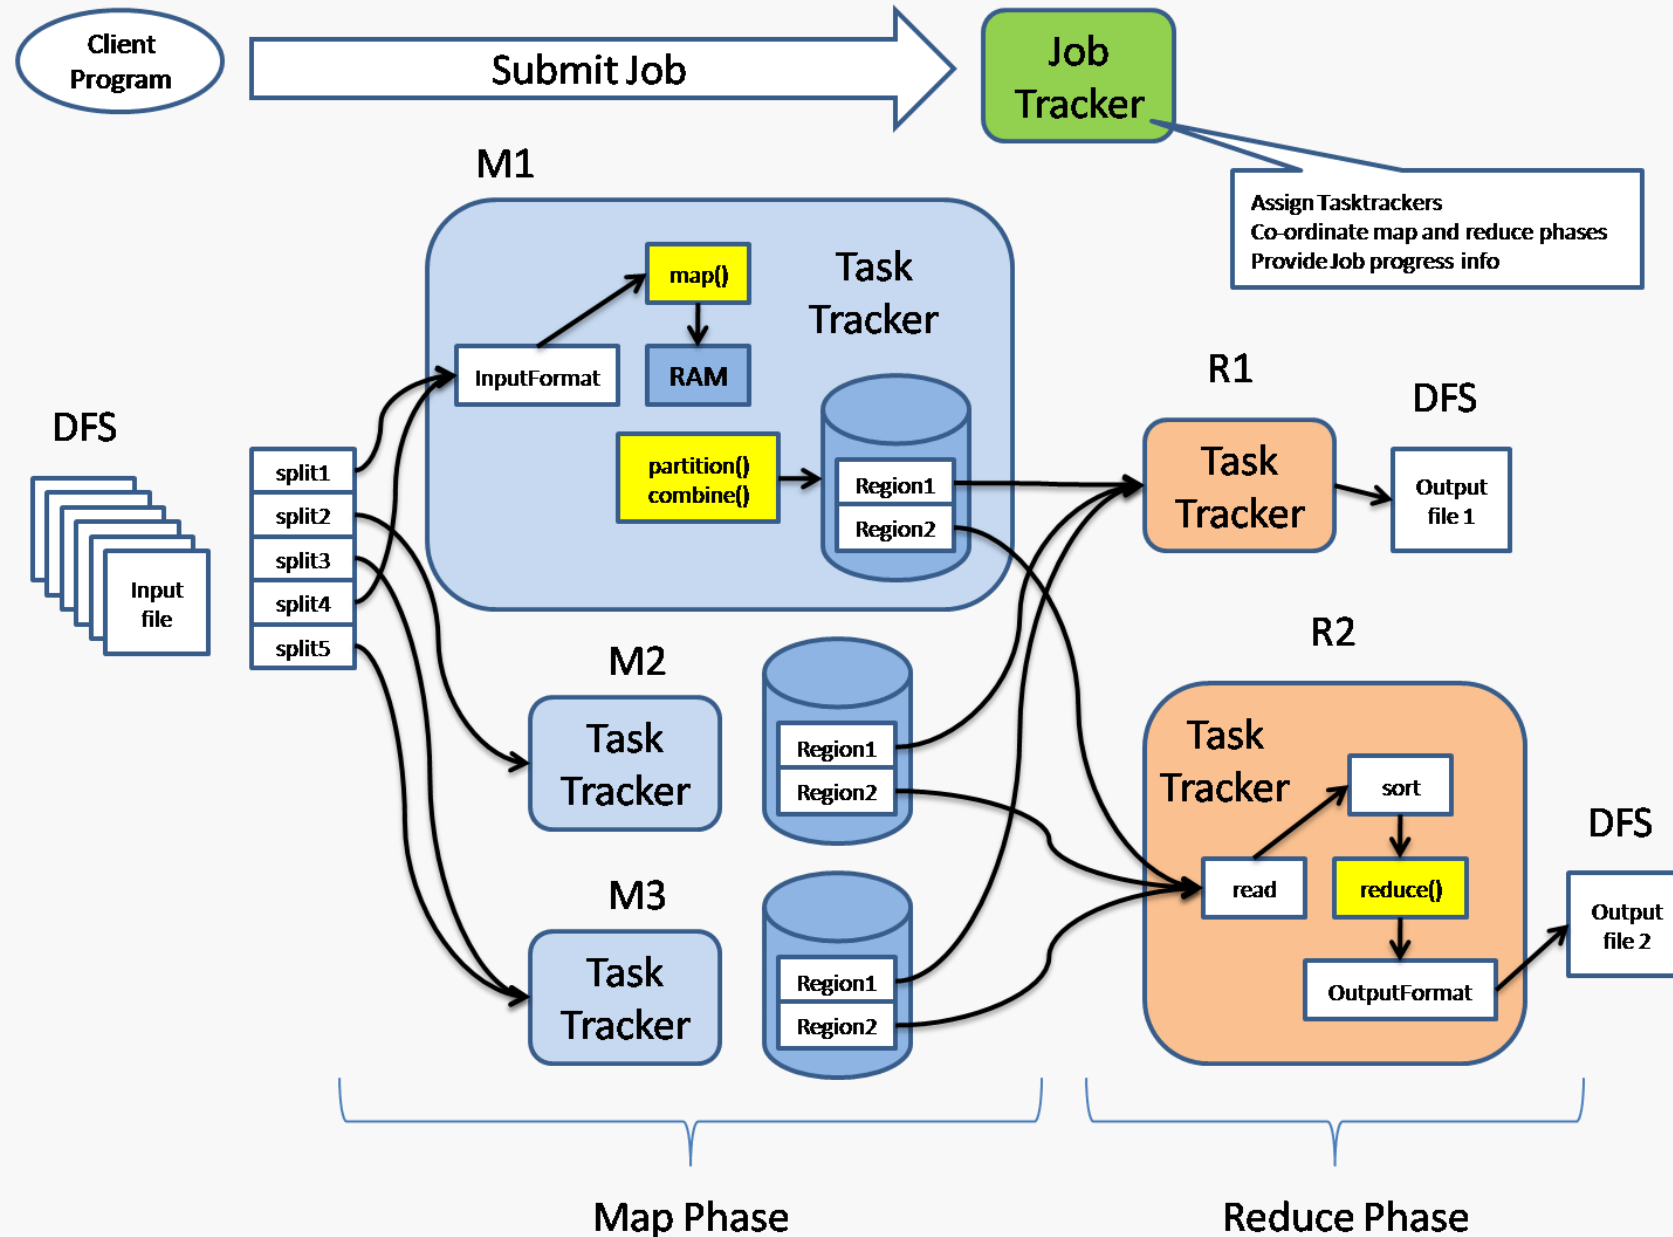 Client
Program
Submit Job
Job
Tracker
Assign Tasktrackers
Co-ordinate map and reduce phases
Provide Job progress info
M1
Task
Tracker
map()
InputFormat
RAM
partition()
combine()
Region1
Region2
DFS
Input
file
split1
split2
split3
split4
split5
M2
Task
Tracker
Region1
Region2
M3
Task
Tracker
Region1
Region2
R1
Task
Tracker
DFS
Output
file 1
R2
Task
Tracker
sort
read
reduce()
OutputFormat
DFS
Output
file 2
Map Phase
Reduce Phase